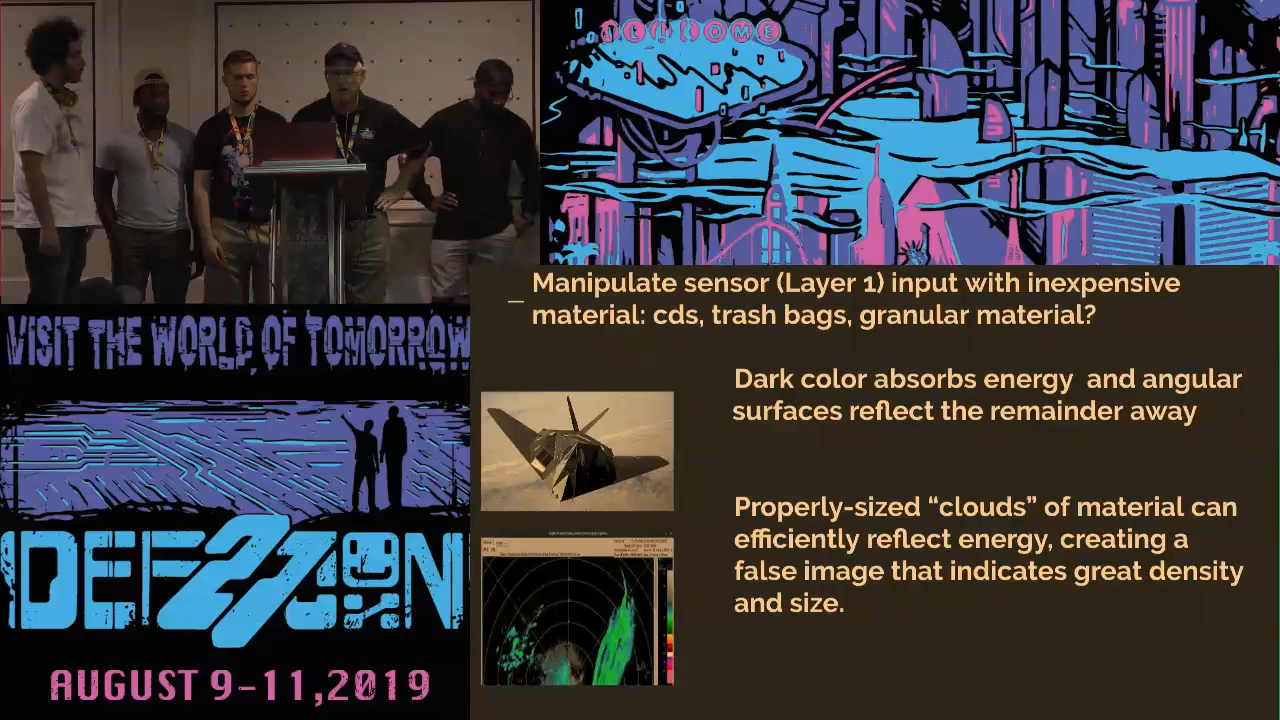 WELCOME
Manipulate sensor (Layer 1) input with inexpensive
material: cds, trash bags, granular material?
VISIT THE WORLD OF TOMORROW
Dark color absorbs energy and angular
surfaces reflect the remainder away
Properly-sized “clouds” of material can
efficiently reflect energy, creating a
false image that indicates great density
and size.
DEF27CON
AUGUST 9-11,2019